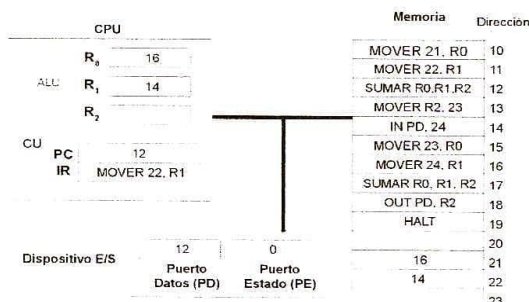 CPU
R0 16
ALU R1 14
R2
CU
PC 12
IR MOVER 22, R1
Memoria Dirección
MOVER 21, R0 10
MOVER 22, R1 11
SUMAR R0,R1,R2 12
MOVER R2, 23 13
IN PD, 24 14
MOVER 23, R0 15
MOVER 24, R1 16
SUMAR R0, R1, R2 17
OUT PD, R2 18
HALT 19
20
16 21
14 22
23
Dispositivo E/S 12 0
Puerto Datos (PD)
Puerto Estado (PE)